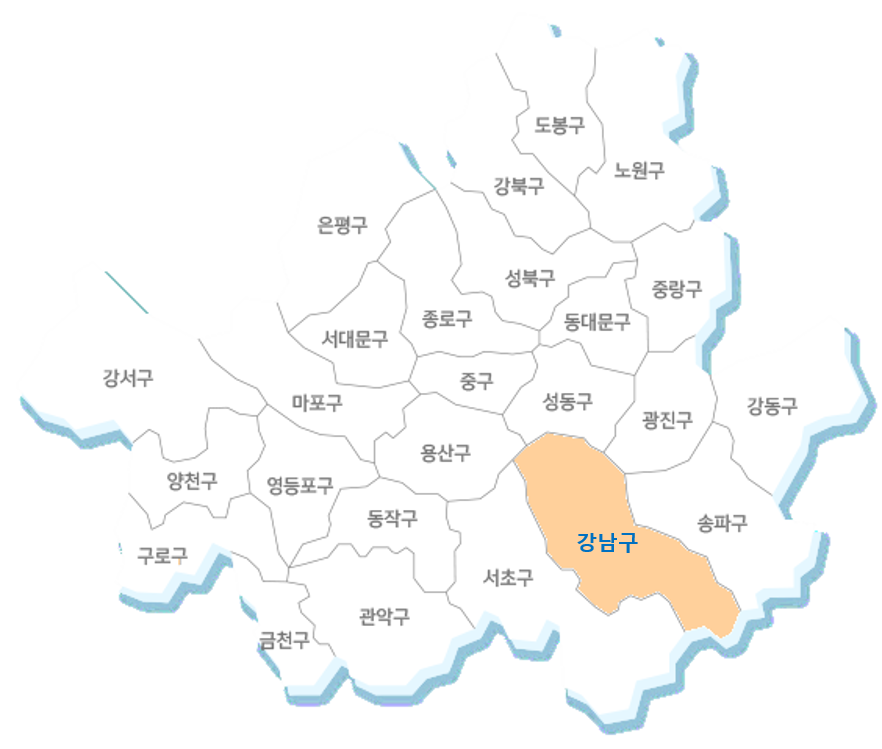 도봉구
노원구
강북구
은평구
성북구
중랑구
종로구
동대문구
서대문구
강서구
중구
마포구
성동구
강동구
광진구
용산구
양천구
영등포구
동작구
송파구
강남구
구로구
서초구
관악구
금천구